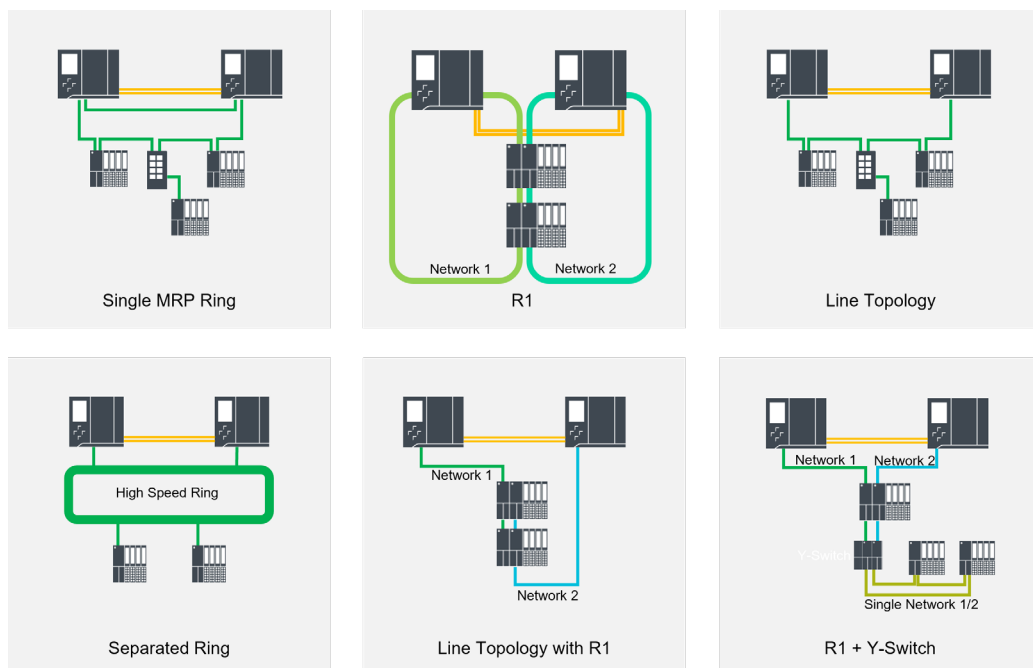 Network 1
Network 2
Single MRP Ring
R1
Line Topology
High Speed Ring
Separated Ring
Network 1
Network 2
Line Topology with R1
Network 1
Network 2
Y-Switch
Single Network 1/2
R1 + Y-Switch